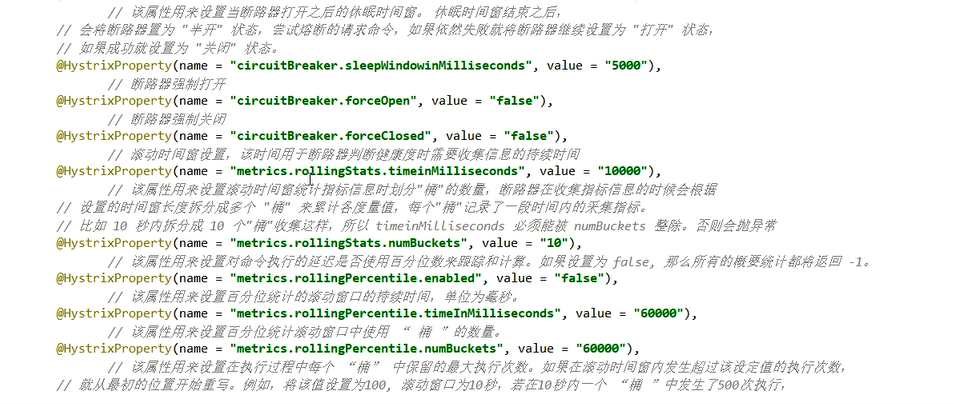 // 该属性用来设置当断路器打开之后的休眠时间窗。 休眠时间窗结束之后,
// 会将断路器置为 "半开" 状态, 尝试熔断的请求命令, 如果依然失败就将断路器继续设置为 "打开" 状态,
// 如果成功就设置为 "关闭" 状态。
@HystrixProperty(name = "circuitBreaker.sleepWindowinMilliseconds", value = "5000"),
// 断路器强制打开
@HystrixProperty(name = "circuitBreaker.forceOpen", value = "false"),
// 断路器强制关闭
@HystrixProperty(name = "circuitBreaker.forceClosed", value = "false"),
// 滚动时间窗设置, 该时间用于断路器判断健康度时需要收集信息的持续时间
@HystrixProperty(name = "metrics.rollingStats.timeinMilliseconds", value = "10000"),
// 该属性用来设置滚动时间窗统计指标信息时划分"桶"的数量, 断路器在收集指标信息的时候会根据
// 设置的时间窗长度拆分成多个 "桶" 来累计各度量值, 每个"桶"记录了一段时间内的采集指标。
// 比如 10 秒内拆分成 10 个"桶"收集这样, 所以 timeinMilliseconds 必须能被 numBuckets 整除。否则会抛异常
@HystrixProperty(name = "metrics.rollingStats.numBuckets", value = "10"),
// 该属性用来设置对命令执行的延迟是否使用百分位数来跟踪和计算。如果设置为 false, 那么所有的概要统计都将返回 -1。
@HystrixProperty(name = "metrics.rollingPercentile.enabled", value = "false"),
// 该属性用来设置百分位统计的滚动窗口的持续时间, 单位为毫秒。
@HystrixProperty(name = "metrics.rollingPercentile.timeInMilliseconds", value = "60000"),
// 该属性用来设置百分位统计滚动窗口中使用 “ 桶 ”的数量。
@HystrixProperty(name = "metrics.rollingPercentile.numBuckets", value = "60000"),
// 该属性用来设置在执行过程中每个 “桶” 中保留的最大执行次数。如果在滚动时间窗内发生超过该设定值的执行次数,
// 就从最初的位置开始重写。例如, 将该值设置为100, 滚动窗口为10秒, 若在10秒内一个 “桶 ”中发生了500次执行,